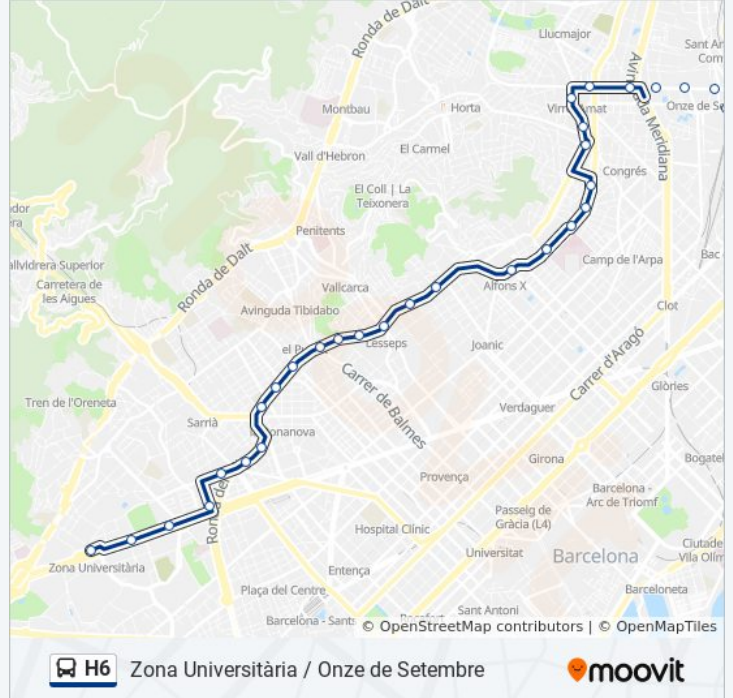 Ronda de Dalt
Llucmajor
Sant An
Com
Avinguda Meridiana
Montbau
Horta
Onze de Se
Vall d'Hebron
El Carmel
Congrés
El Coll | La
Teixonera
Penitents
Camp de l'Arpa
Bac
Ronda de Dalt
allvidrera Superior
Carretera de
les Aigües
Vallcarca
Alfons X
Avinguda Tibidabo
Clot
Lesseps
Joanic
Carrer d'Aragó
Glòries
Carrer de Balmes
Tren de l'Oreneta
Verdaguer
Sarrià
Girona
Bogatel
Provença
Barcelona -
Arc de Triomf
Passeig de
Gràcia (L4)
Hospital Clínic
Ciutade
Vila Olím
Universitat
Barcelona
Zona Universitària
Entença
Plaça del Centre
Barceloneta
Sant Antoni
Barcelona - Sants
© OpenStreetMap contributors | © OpenMapTiles
H6 Zona Universitària / Onze de Setembre
moovit